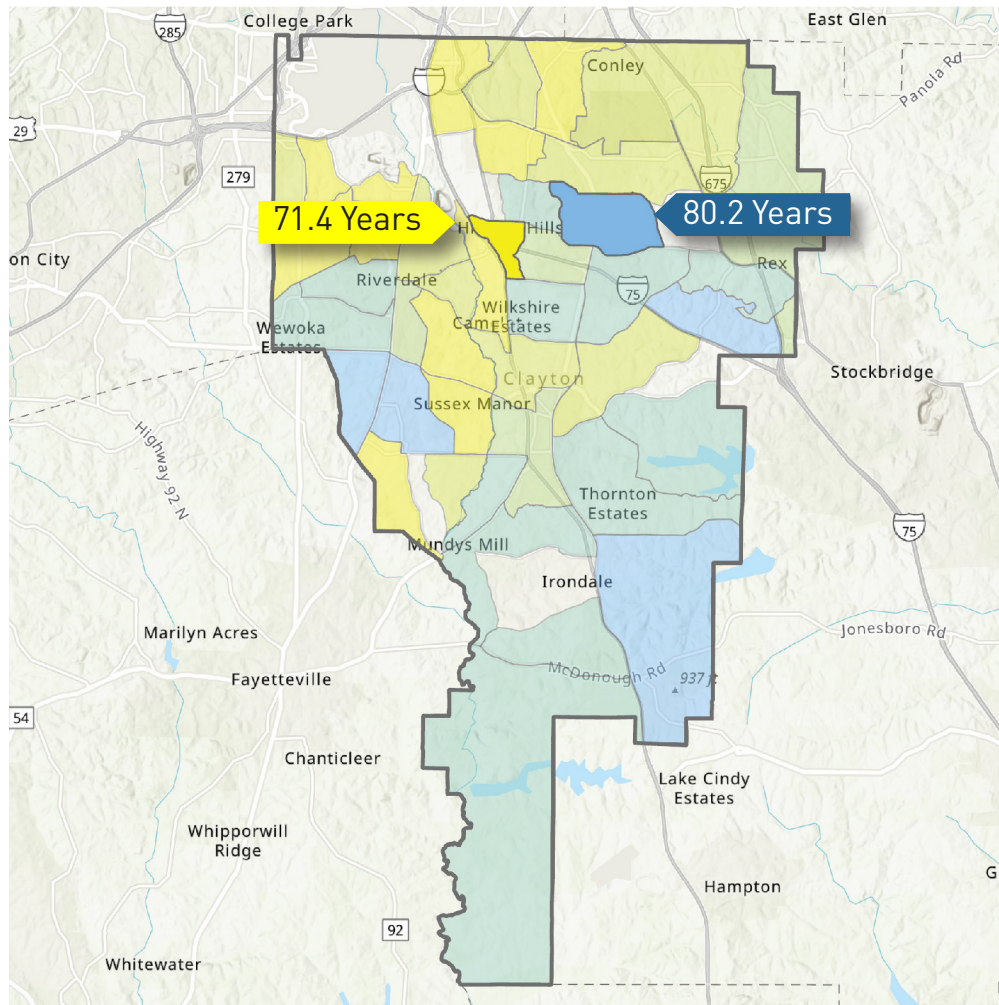 College Park
East Glen
285
Conley
Panola Rd
29
279
675
71.4 Years
80.2 Years
Hills
on City
Rex
Riverdale
75
Wilkshire
Estates
Wewoka
Estates
Stockbridge
Clayton
Sussex Manor
Highway 92 N
Thornton
Estates
75
Mundys Mill
Irondale
Marilyn Acres
Jonesboro Rd
McDonough Rd
Fayetteville
937 ft
54
Chanticleer
Lake Cindy
Estates
Whipporwill
Ridge
G
Hampton
92
Whitewater